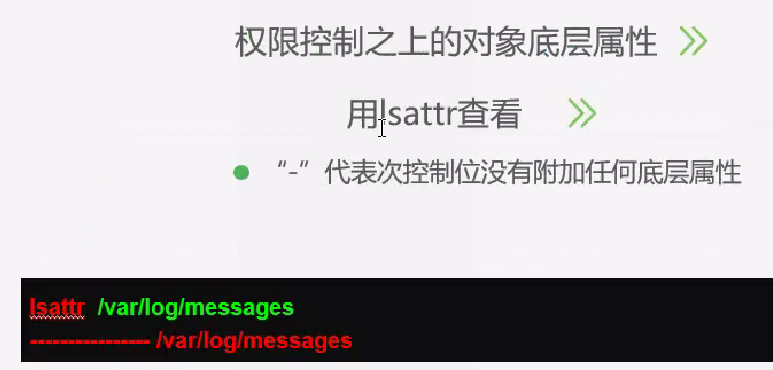 权限控制之上的对象底层属性
用lsattr查看
“-”代表次控制位没有附加任何底层属性
lsattr /var/log/messages
---------------- /var/log/messages